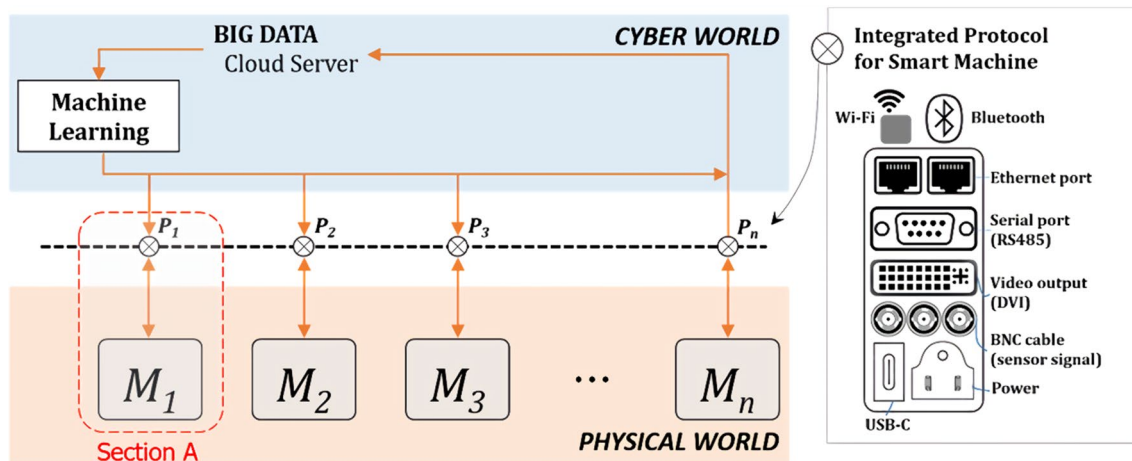 BIG DATA
Cloud Server
CYBER WORLD
Machine
Learning
P1
P2
P3
Pn
M1
M2
M3
...
Mn
Section A
PHYSICAL WORLD
Integrated Protocol
for Smart Machine
Wi-Fi
Bluetooth
Ethernet port
Serial port
(RS485)
Video output
(DVI)
BNC cable
(sensor signal)
Power
USB-C